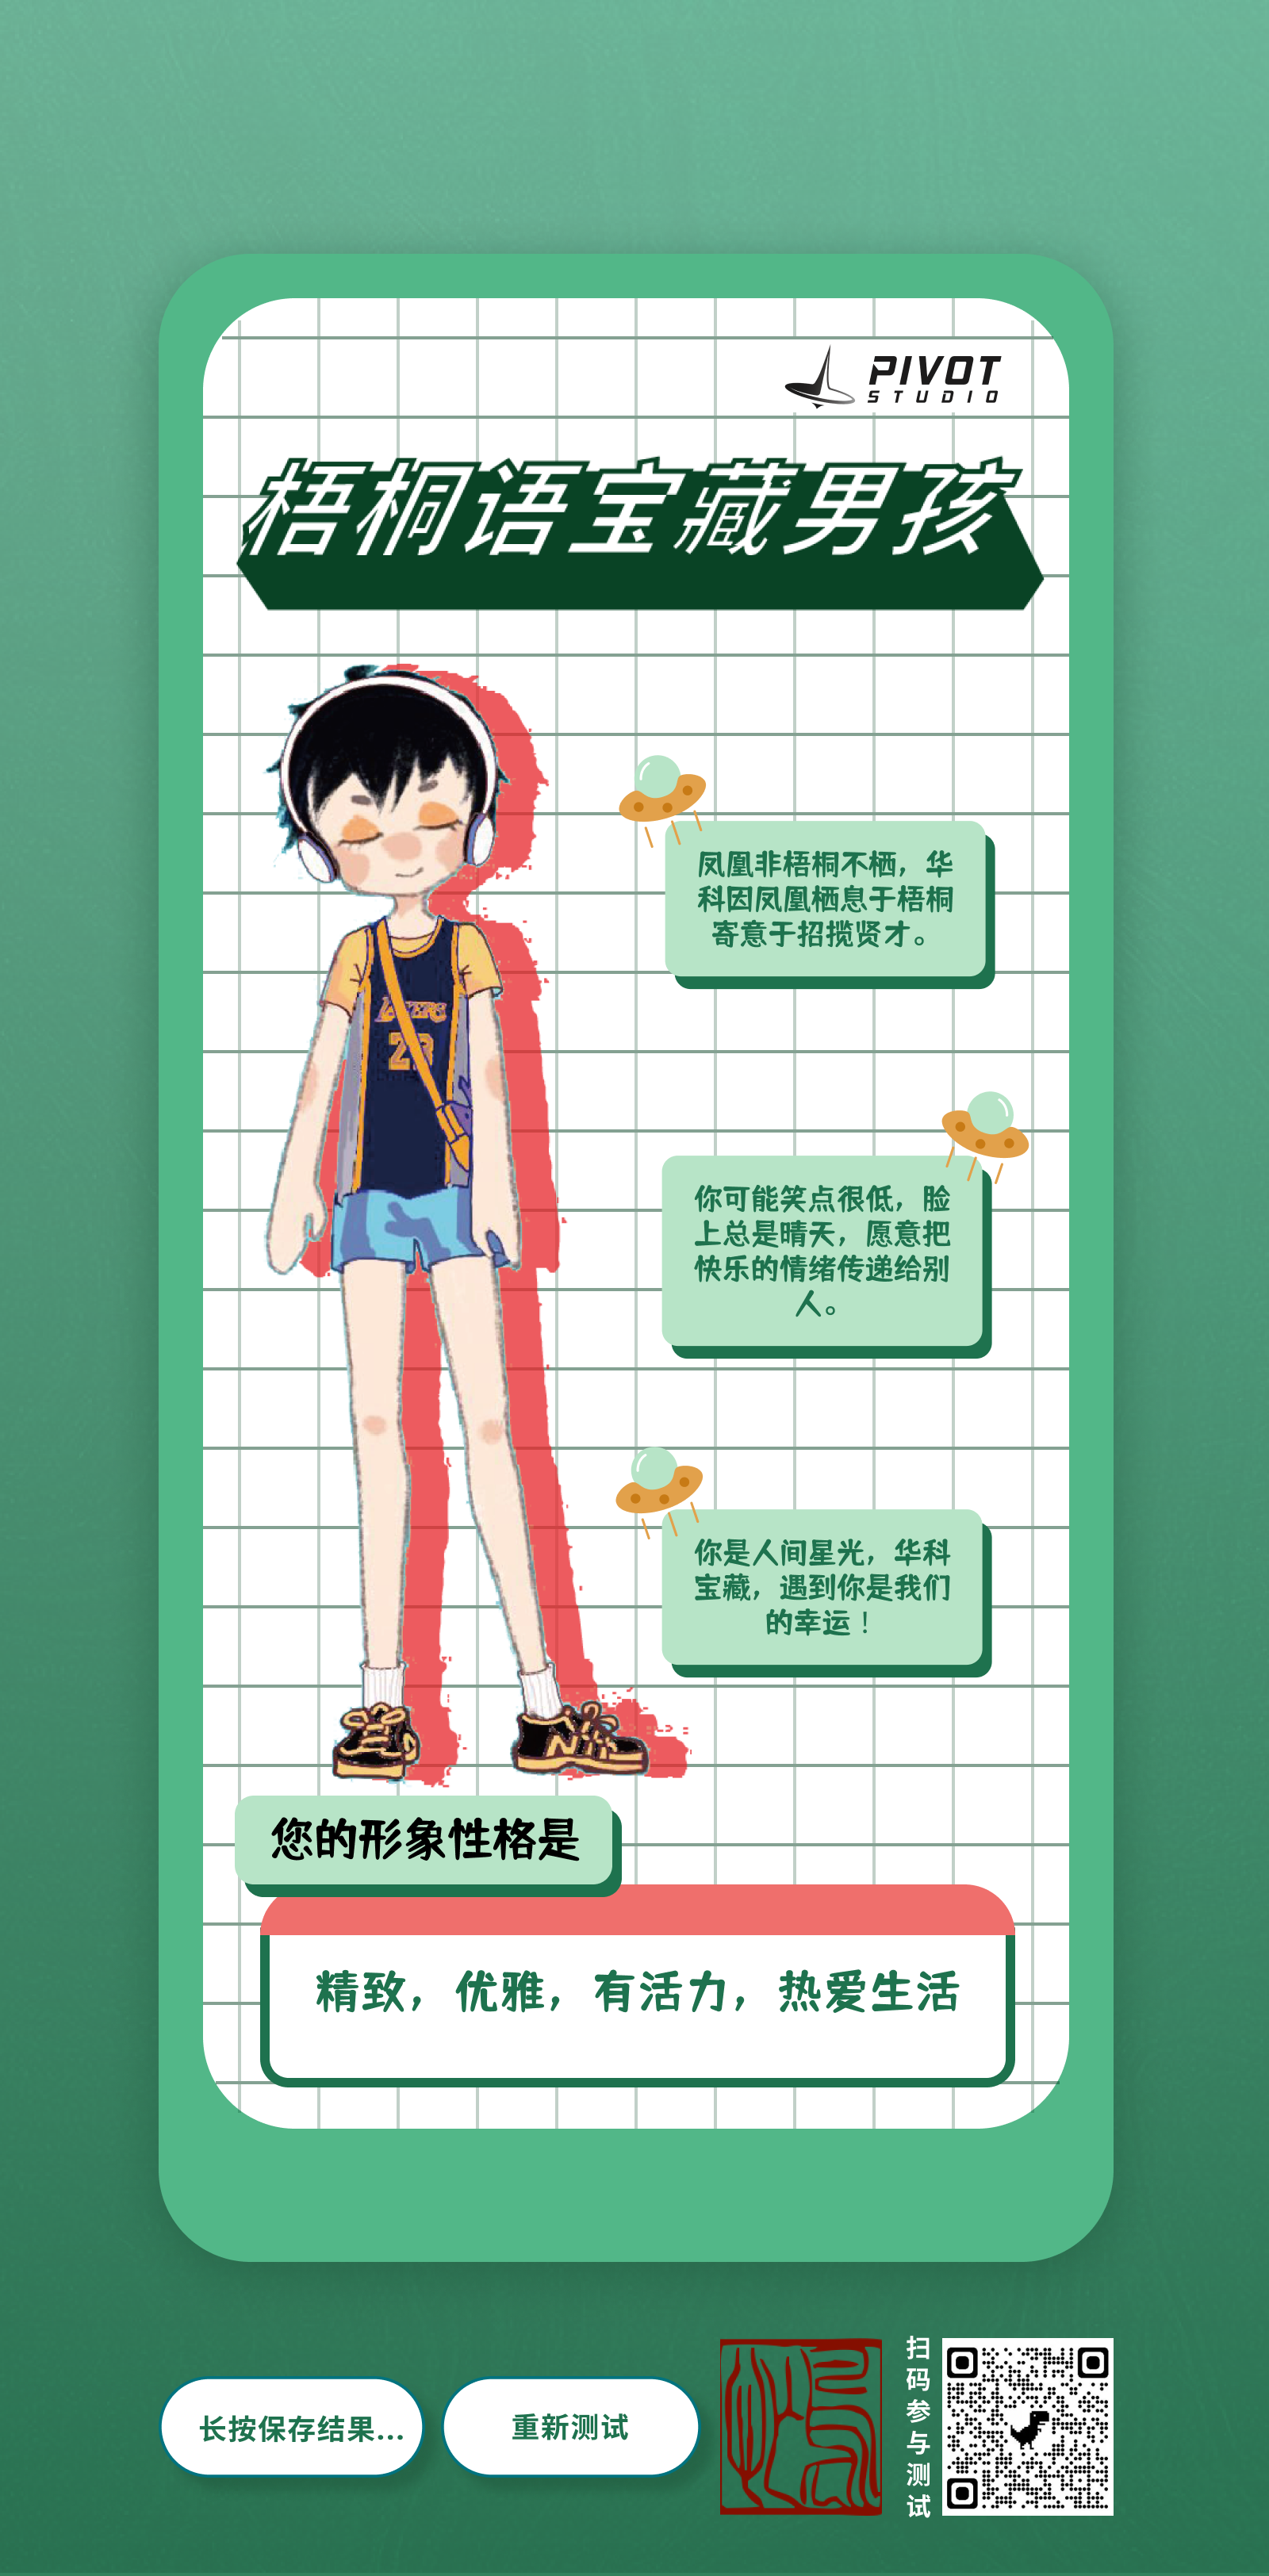 PIVOT
STUDIO
梧桐语宝藏男孩
凤凰非梧桐不栖，华
科因凤凰栖息于梧桐
寄意于招揽贤才。
LAKERS
23
你可能笑点很低，脸
上总是晴天，愿意把
快乐的情绪传递给别
人。
你是人间星光，华科
宝藏，遇到你是我们
的幸运！
您的形象性格是
精致，优雅，有活力，热爱生活
长按保存结果...
重新测试
扫码参与测试